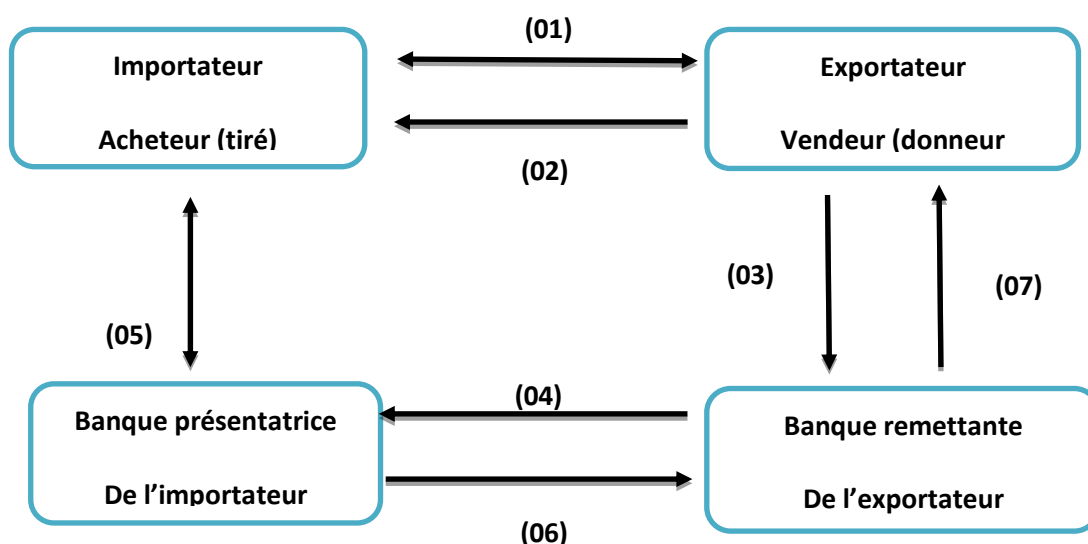 (01)
Importateur
Acheteur (tiré)
Exportateur
Vendeur (donneur
(02)
(03)
(07)
(05)
(04)
Banque présentatrice
De l’importateur
Banque remettante
De l’exportateur
(06)